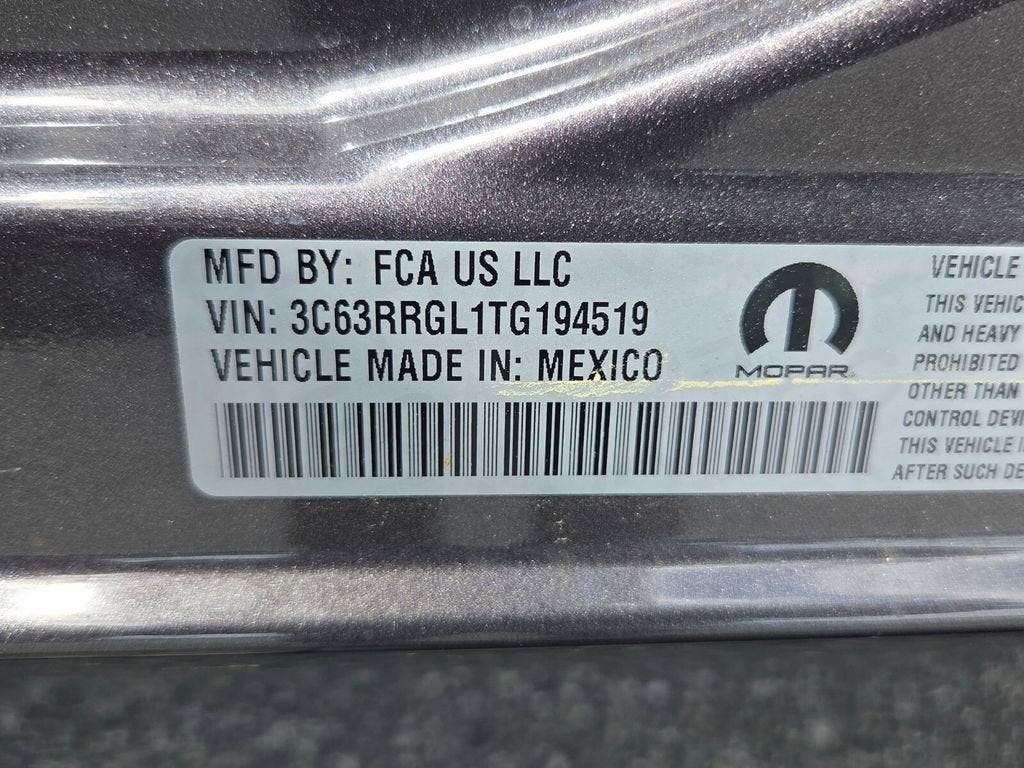 MFD BY: FCA US LLC
VIN: 3C63RRGL1TG194519
VEHICLE MADE IN: MEXICO
MOPAR
VEHICLE
THIS VEHIC
AND HEAVY
PROHIBITED
OTHER THAN
CONTROL DEVI
THIS VEHICLE I
AFTER SUCH DE